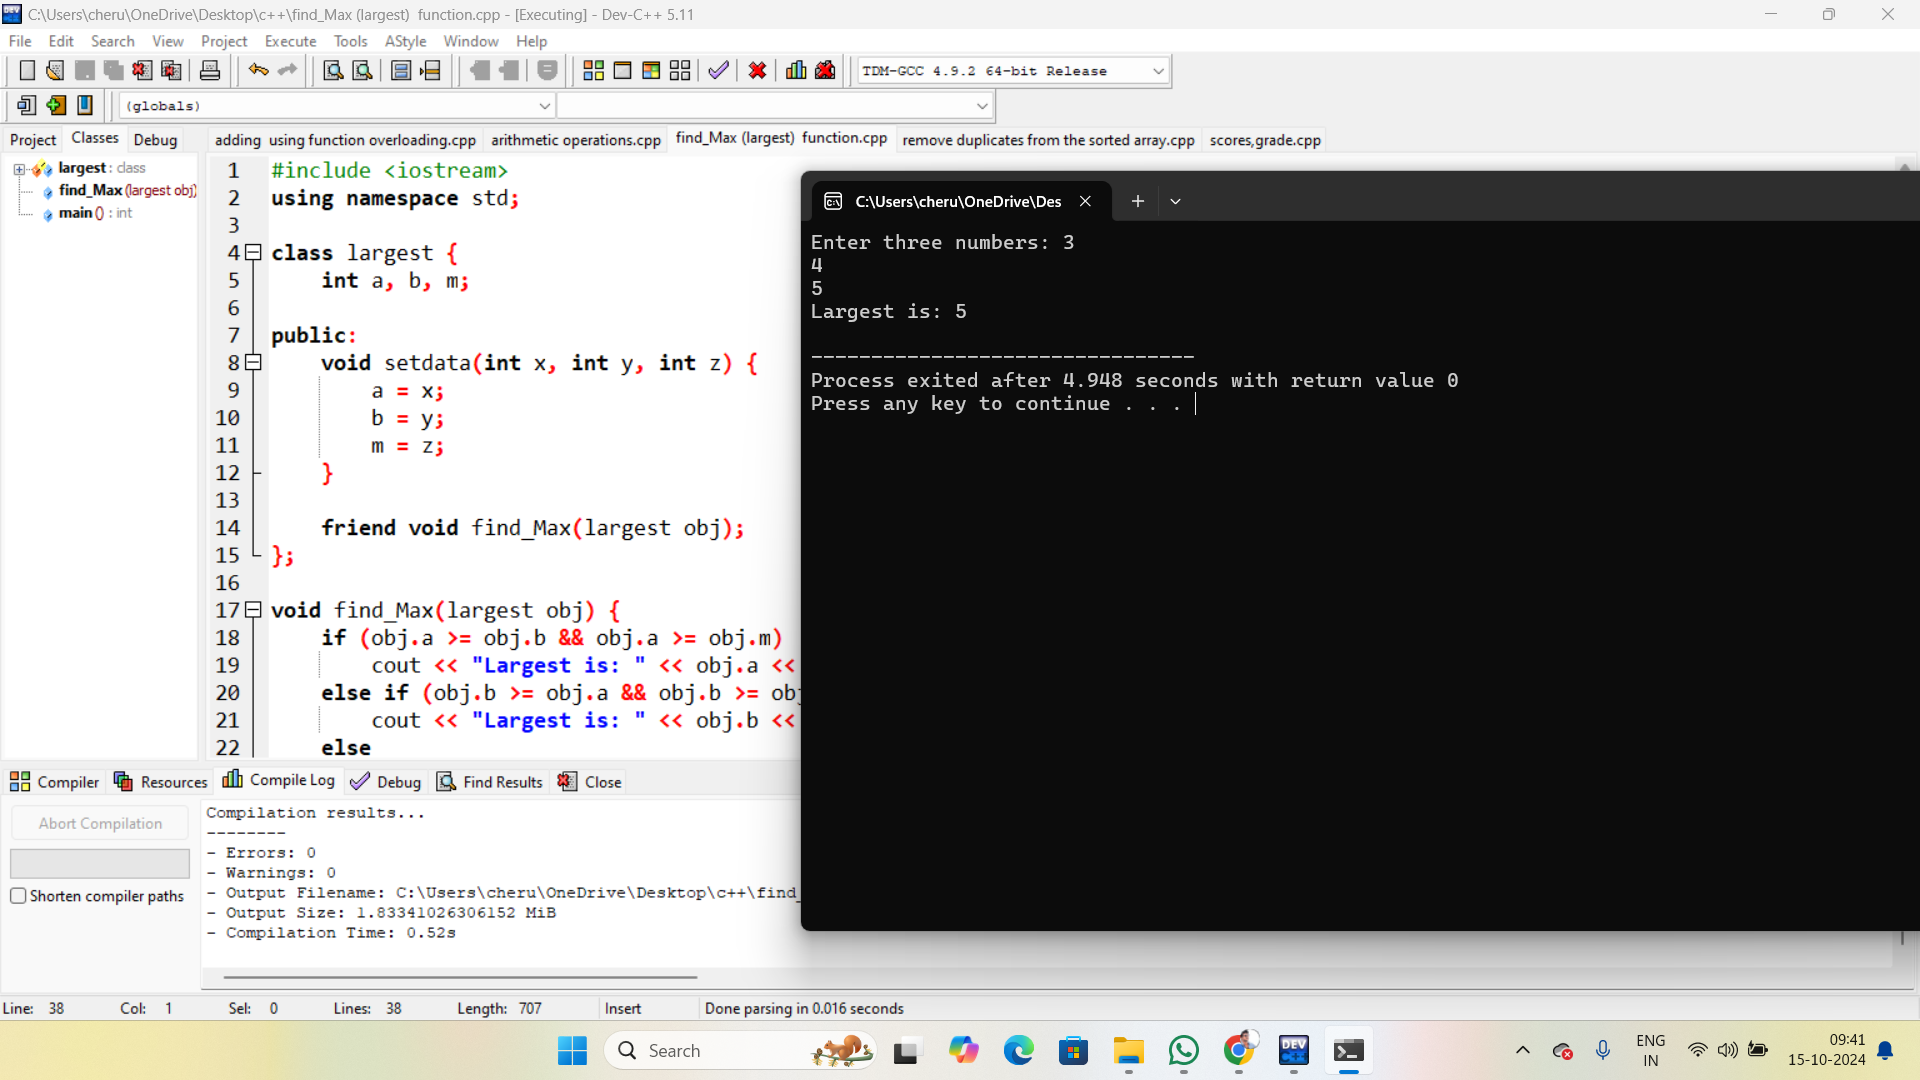 C:\Users\cheru\OneDrive\Desktop\c++\find_Max (largest)  function.cpp - [Executing] - Dev-C++ 5.11
File Edit Search View Project Execute Tools AStyle Window Help
TDM-GCC 4.9.2 64-bit Release
(globals)
Project Classes Debug
adding  using function overloading.cpp arithmetic operations.cpp find_Max (largest)  function.cpp remove duplicates from the sorted array.cpp scores,grade.cpp
largest : class
find_Max (largest obj)
main () : int
1 #include <iostream>
2 using namespace std;
3
4 class largest {
5     int a, b, m;
6
7 public:
8     void setdata(int x, int y, int z) {
9         a = x;
10         b = y;
11         m = z;
12     }
13
14     friend void find_Max(largest obj);
15 };
16
17 void find_Max(largest obj) {
18     if (obj.a >= obj.b && obj.a >= obj.m)
19         cout << "Largest is: " << obj.a <<
20     else if (obj.b >= obj.a && obj.b >= obj
21         cout << "Largest is: " << obj.b <<
22     else
C:\Users\cheru\OneDrive\Des
Enter three numbers: 3
4
5
Largest is: 5
--------------------------------
Process exited after 4.948 seconds with return value 0
Press any key to continue . . .
Compiler Resources Compile Log Debug Find Results Close
Abort Compilation
Shorten compiler paths
Compilation results...
--------
- Errors: 0
- Warnings: 0
- Output Filename: C:\Users\cheru\OneDrive\Desktop\c++\find_
- Output Size: 1.83341026306152 MiB
- Compilation Time: 0.52s
Line: 38 Col: 1 Sel: 0 Lines: 38 Length: 707 Insert Done parsing in 0.016 seconds
Search
DEV
ENG
IN
09:41
15-10-2024